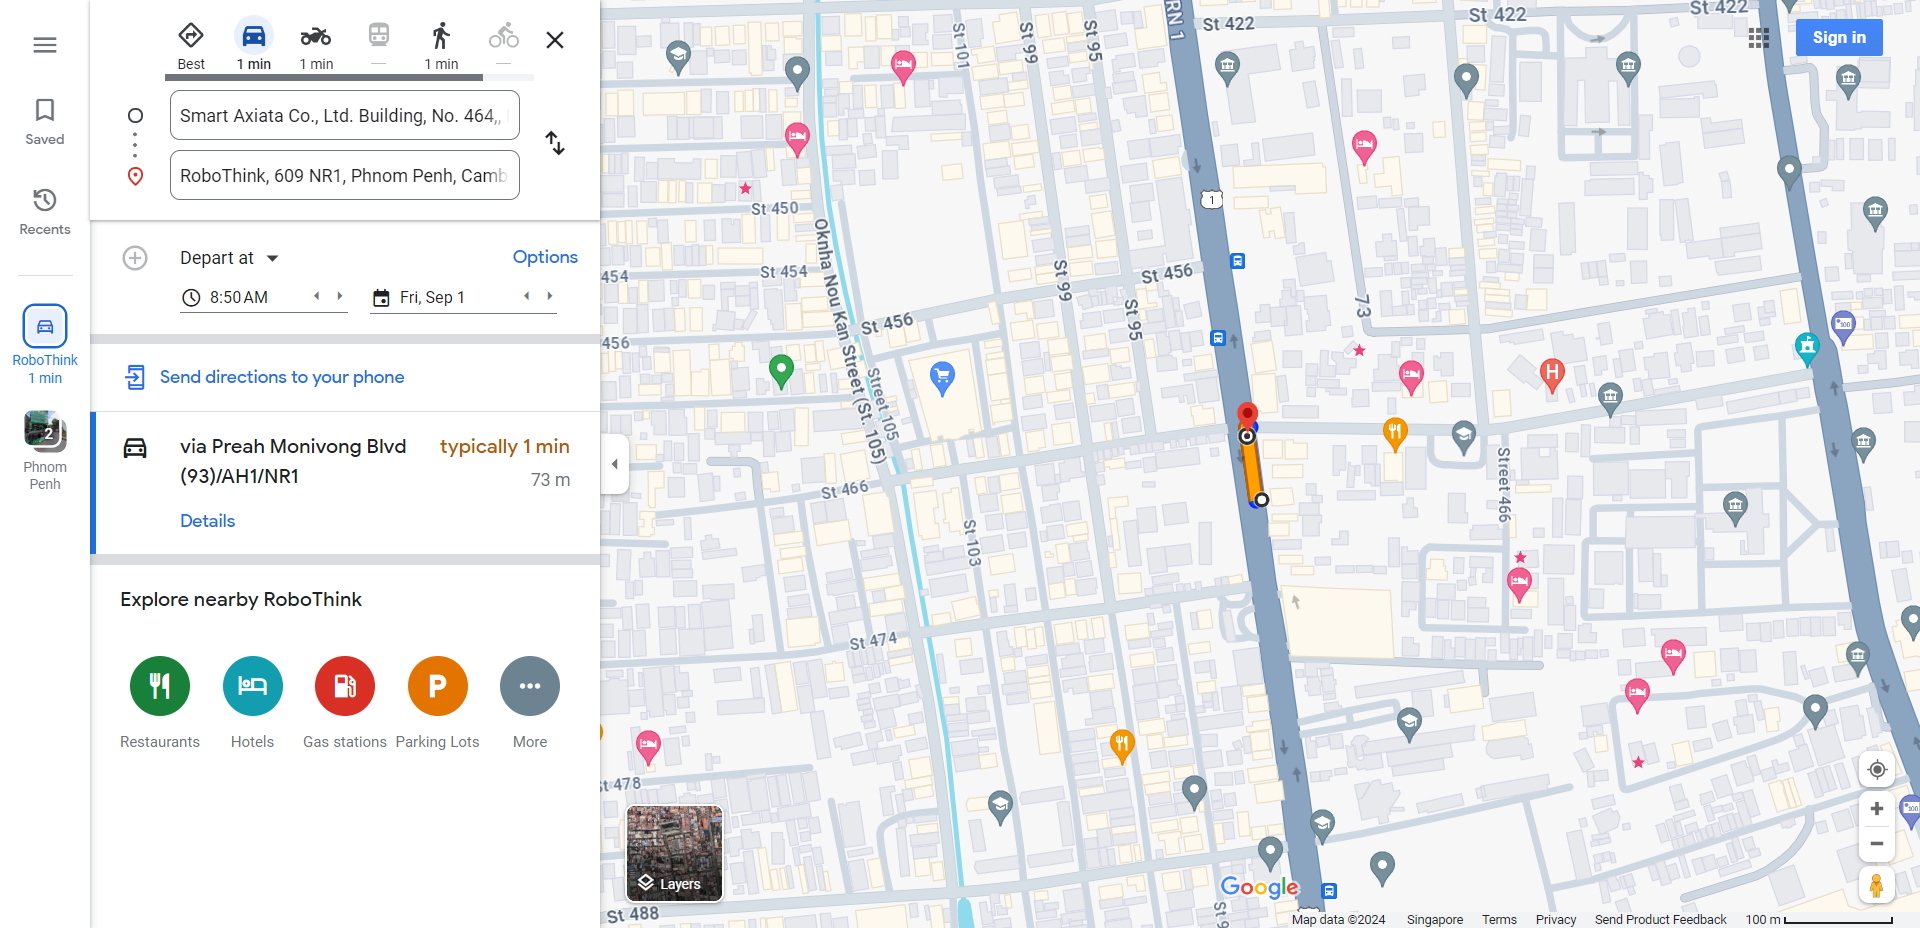 Saved
Recents
RoboThink
1 min
2
Phnom
Penh
Best
1 min
1 min
—
1 min
—
Smart Axiata Co., Ltd. Building, No. 464,,
RoboThink, 609 NR1, Phnom Penh, Camb
Depart at
Options
8:50 AM
Fri, Sep 1
Send directions to your phone
via Preah Monivong Blvd
(93)/AH1/NR1
typically 1 min
73 m
Details
Explore nearby RoboThink
P
Restaurants
Hotels
Gas stations
Parking Lots
More
Layers
Sign in
St 422
St 422
St 422
RN 1
St 101
St 99
St 95
1
St 450
St 454
454
St 456
St 456
456
St 99
St 95
73
Oknha Nou Kan Street (St. 105)
Street 105
H
St 466
Street 466
St 103
St 474
St 478
St 488
St 9
Google
Map data ©2024
Singapore
Terms
Privacy
Send Product Feedback
100 m